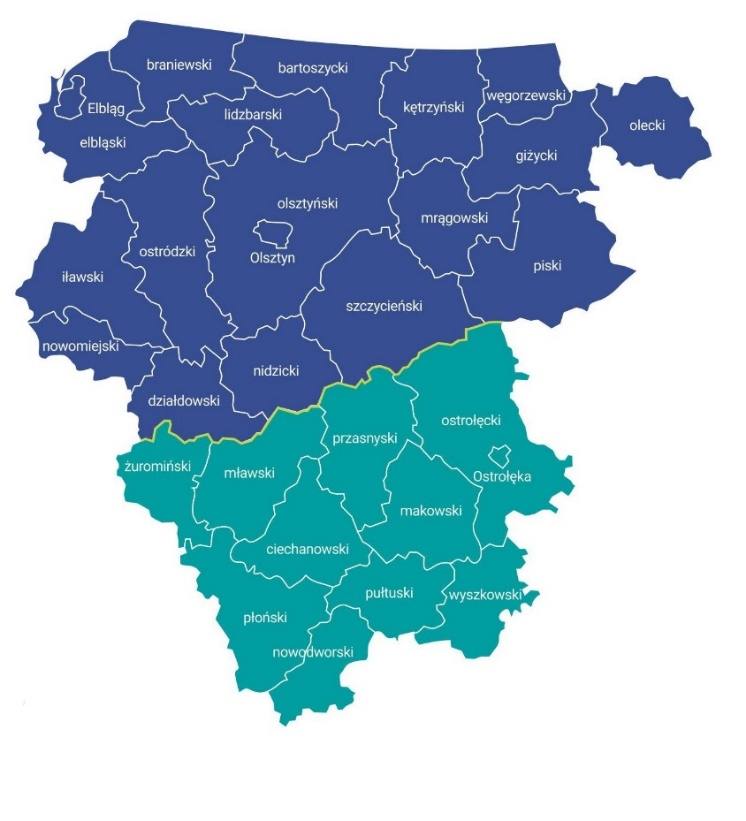 braniewski
bartoszycki
Elbląg
lidzbarski
kętrzyński
węgorzewski
olecki
elbląski
giżycki
olsztyński
mrągowski
ostródzki
Olsztyn
iławski
piski
szczycieński
nowomiejski
nidzicki
działdowski
ostrołęcki
przasnyski
żuromiński
mławski
Ostrołęka
makowski
ciechanowski
pułtuski
wyszkowski
płoński
nowodworski